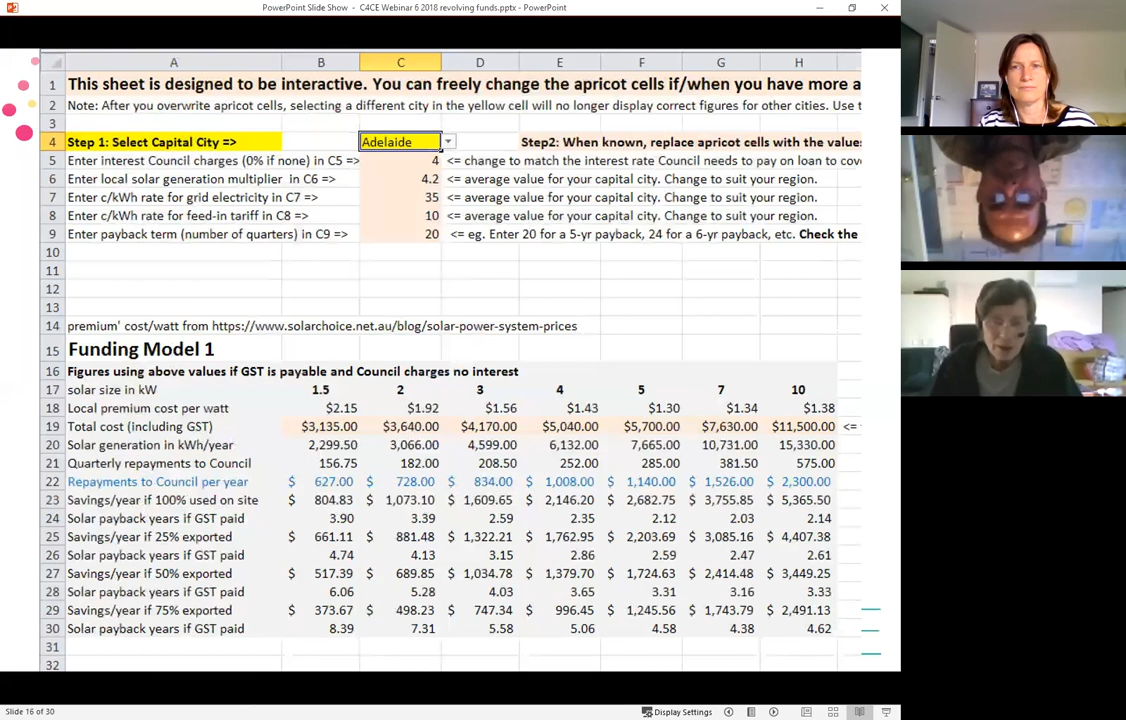 PowerPoint Slide Show - C4CE Webinar 6 2018 revolving funds.pptx - PowerPoint
A B C D E F G H
1 This sheet is designed to be interactive. You can freely change the apricot cells if/when you have more a
2 Note: After you overwrite apricot cells, selecting a different city in the yellow cell will no longer display correct figures for other cities. Use t
3
4 Step 1: Select Capital City => Adelaide Step2: When known, replace apricot cells with the value
5 Enter interest Council charges (0% if none) in C5 => 4 <= change to match the interest rate Council needs to pay on loan to cov
6 Enter local solar generation multiplier in C6 => 4.2 <= average value for your capital city. Change to suit your region.
7 Enter c/kWh rate for grid electricity in C7 => 35 <= average value for your capital city. Change to suit your region.
8 Enter c/kWh rate for feed-in tariff in C8 => 10 <= average value for your capital city. Change to suit your region.
9 Enter payback term (number of quarters) in C9 => 20 <= eg. Enter 20 for a 5-yr payback, 24 for a 6-yr payback, etc. Check the
10
11
12
13
14 premium' cost/watt from https://www.solarchoice.net.au/blog/solar-power-system-prices
15 Funding Model 1
16 Figures using above values if GST is payable and Council charges no interest
17 solar size in kW 1.5 2 3 4 5 7 10
18 Local premium cost per watt $2.15 $1.92 $1.56 $1.43 $1.30 $1.34 $1.38
19 Total cost (including GST) $3,135.00 $3,640.00 $4,170.00 $5,040.00 $5,700.00 $7,630.00 $11,500.00 <=
20 Solar generation in kWh/year 2,299.50 3,066.00 4,599.00 6,132.00 7,665.00 10,731.00 15,330.00
21 Quarterly repayments to Council 156.75 182.00 208.50 252.00 285.00 381.50 575.00
22 Repayments to Council per year $ 627.00 $ 728.00 $ 834.00 $ 1,008.00 $ 1,140.00 $ 1,526.00 $ 2,300.00
23 Savings/year if 100% used on site $ 804.83 $ 1,073.10 $ 1,609.65 $ 2,146.20 $ 2,682.75 $ 3,755.85 $ 5,365.50
24 Solar payback years if GST paid 3.90 3.39 2.59 2.35 2.12 2.03 2.14
25 Savings/year if 25% exported $ 661.11 $ 881.48 $ 1,322.21 $ 1,762.95 $ 2,203.69 $ 3,085.16 $ 4,407.38
26 Solar payback years if GST paid 4.74 4.13 3.15 2.86 2.59 2.47 2.61
27 Savings/year if 50% exported $ 517.39 $ 689.85 $ 1,034.78 $ 1,379.70 $ 1,724.63 $ 2,414.48 $ 3,449.25
28 Solar payback years if GST paid 6.06 5.28 4.03 3.65 3.31 3.16 3.33
29 Savings/year if 75% exported $ 373.67 $ 498.23 $ 747.34 $ 996.45 $ 1,245.56 $ 1,743.79 $ 2,491.13
30 Solar payback years if GST paid 8.39 7.31 5.58 5.06 4.58 4.38 4.62
31
32
Slide 16 of 30 Display Settings